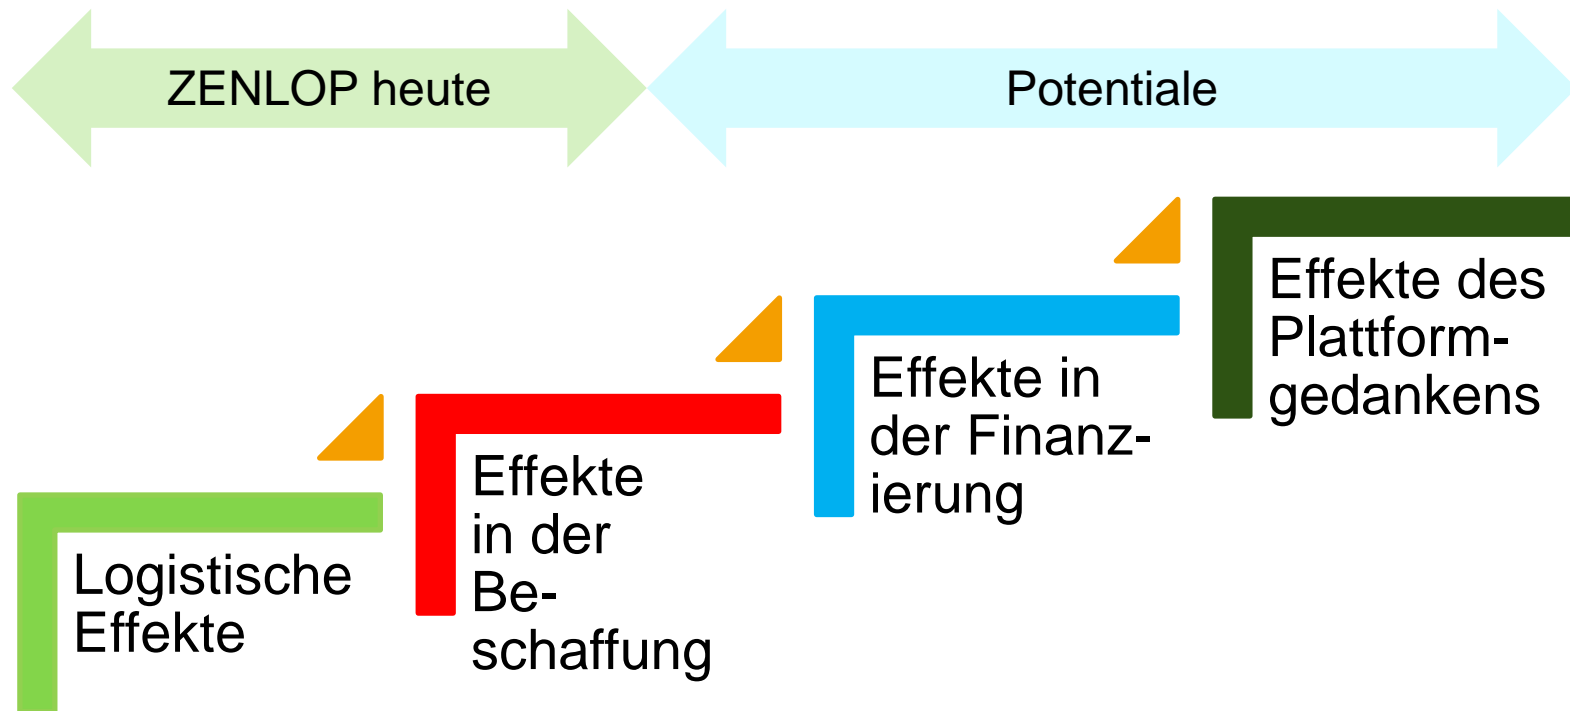 ZENLOP heute
Potentiale
Effekte des
Plattform-
gedankens
Effekte in
der Finanz-
ierung
Effekte
in der
Be-
schaffung
Logistische
Effekte